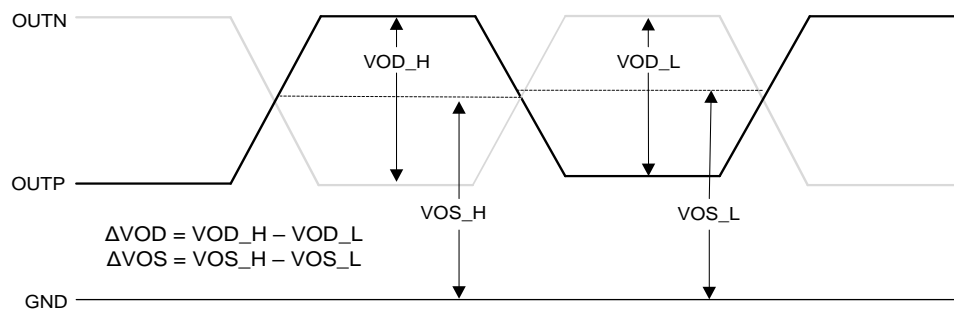 OUTN
VOD_H
VOD_L
OUTP
VOS_H
VOS_L
ΔVOD = VOD_H – VOD_L
ΔVOS = VOS_H – VOS_L
GND